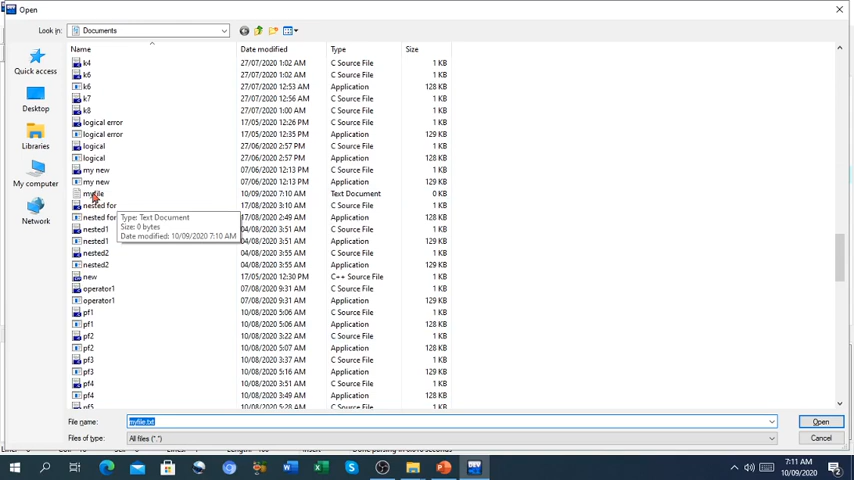 Open
Look in: Documents
Name Date modified Type Size
k4 27/07/2020 1:02 AM C Source File 1 KB
k6 27/07/2020 1:02 AM C Source File 1 KB
k6 27/07/2020 12:53 AM Application 128 KB
k7 27/07/2020 12:56 AM C Source File 1 KB
k8 27/07/2020 1:00 AM C Source File 1 KB
logical error 17/05/2020 12:26 PM C Source File 1 KB
logical error 17/05/2020 12:35 PM Application 129 KB
logical 21/06/2020 2:57 PM C Source File 1 KB
logical 21/06/2020 2:57 PM Application 128 KB
my new 07/06/2020 12:13 PM C Source File 1 KB
my new 07/06/2020 12:13 PM Application 129 KB
myfile 10/09/2020 7:10 AM Text Document 0 KB
nested for 17/08/2020 3:10 AM C Source File 1 KB
nested for 17/08/2020 2:49 AM Application 128 KB
Type: Text Document
Size: 0 bytes
Date modified: 10/09/2020 7:10 AM
nested1 04/08/2020 3:51 AM C Source File 1 KB
nested1 04/08/2020 3:51 AM Application 129 KB
nested2 04/08/2020 3:55 AM C Source File 1 KB
nested2 04/08/2020 3:55 AM Application 129 KB
new 17/05/2020 12:30 PM C++ Source File 1 KB
operator1 07/08/2020 9:31 AM C Source File 1 KB
operator1 07/08/2020 9:31 AM Application 129 KB
pf1 10/08/2020 5:06 AM C Source File 1 KB
pf1 10/08/2020 5:06 AM Application 128 KB
pf2 10/08/2020 3:22 AM C Source File 1 KB
pf2 10/08/2020 5:07 AM Application 128 KB
pf3 10/08/2020 3:37 AM C Source File 1 KB
pf3 10/08/2020 5:16 AM Application 129 KB
pf4 10/08/2020 3:51 AM C Source File 1 KB
pf4 10/08/2020 3:49 AM Application 128 KB
pf5 10/08/2020 5:28 AM C Source File 1 KB
Quick access
Desktop
Libraries
My computer
Network
File name: myfile.txt Open
Files of type: All files (*.*) Cancel
7:11 AM
10/09/2020
2